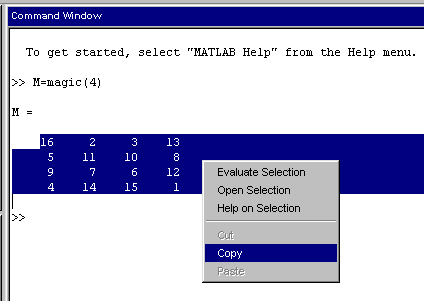 Command Window
To get started, select "MATLAB Help" from the Help menu.
>> M=magic(4)
M =
16 2 3 13
5 11 10 8
9 7 6 12
4 14 15 1
>>
Evaluate Selection
Open Selection
Help on Selection
Cut
Copy
Paste